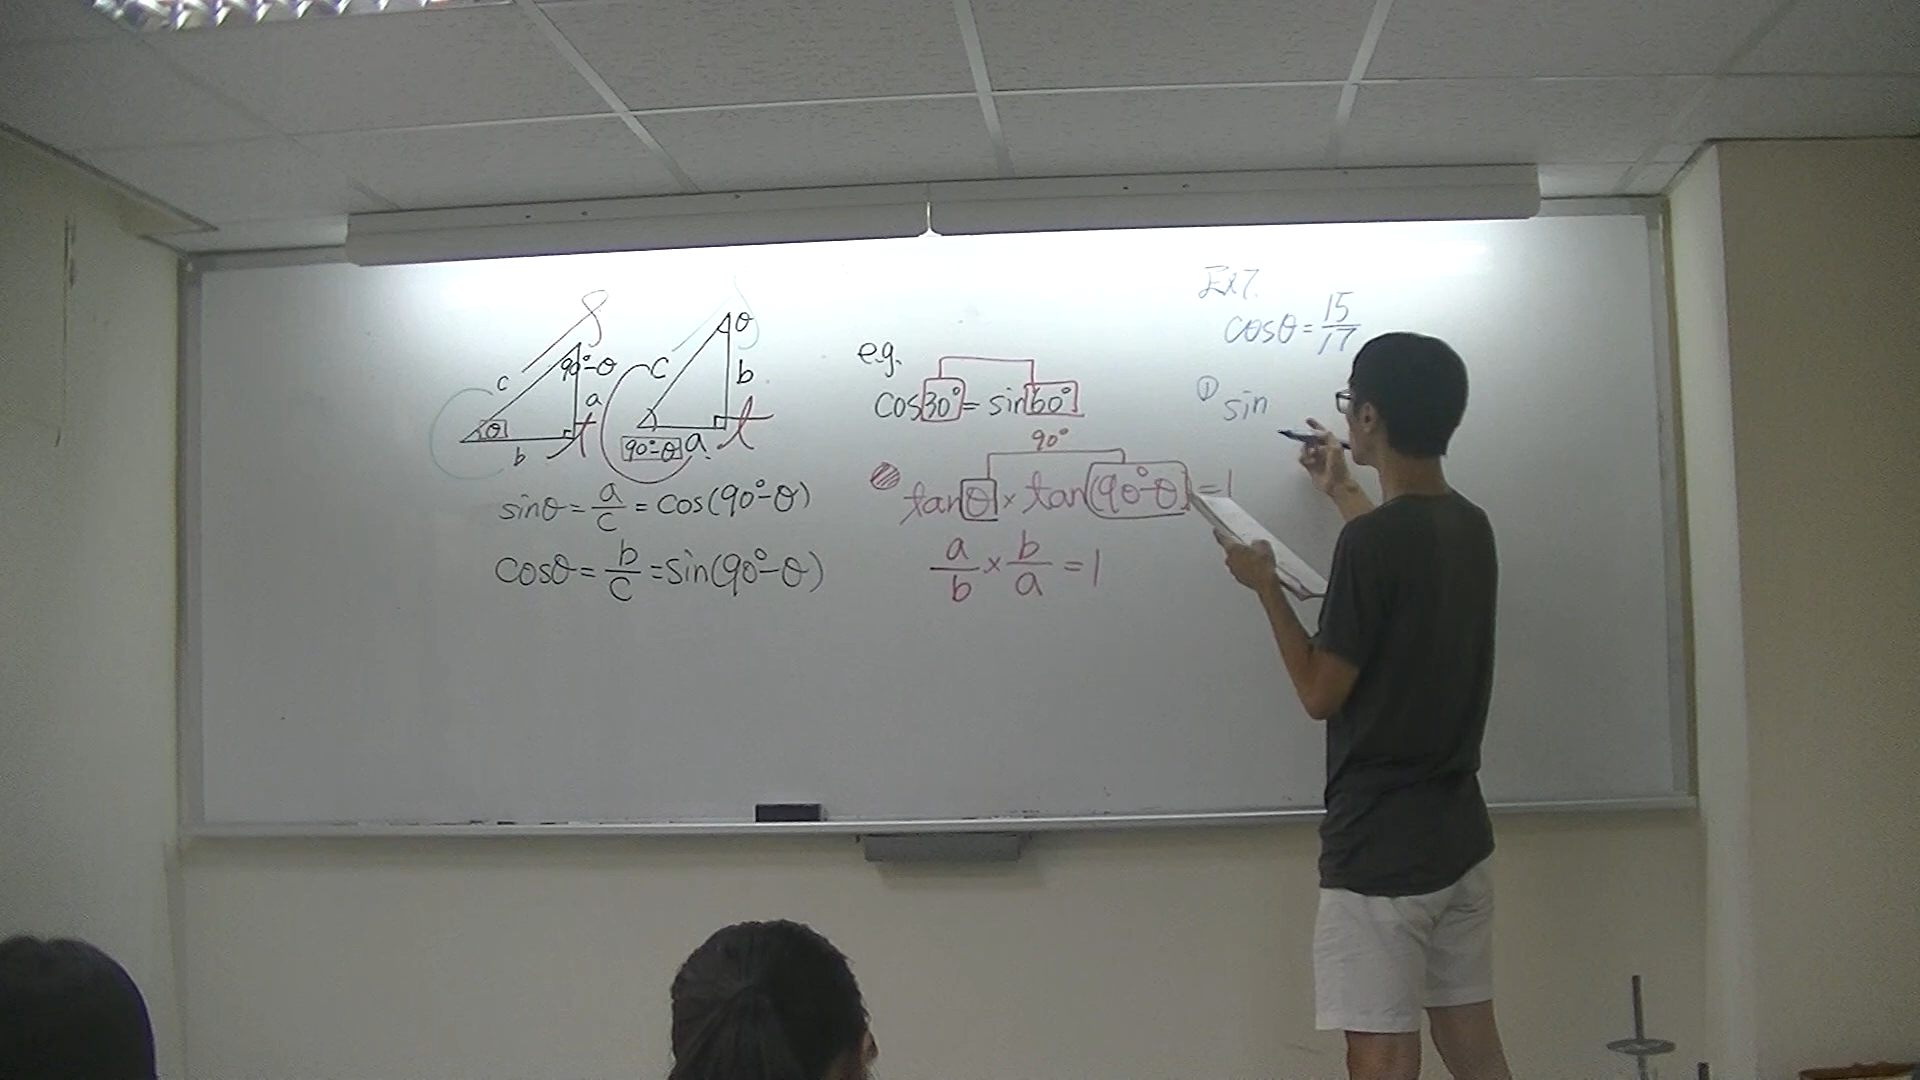 c
90°-θ
a
θ
b
θ
c
b
90°-θ
a
sinθ = a/c = cos(90°-θ)
cosθ = b/c = sin(90°-θ)
e.g.
cos30° = sin60°
90°
tanθ × tan(90°-θ) = 1
a/b × b/a = 1
Ex7.
cosθ = 15/17
① sin